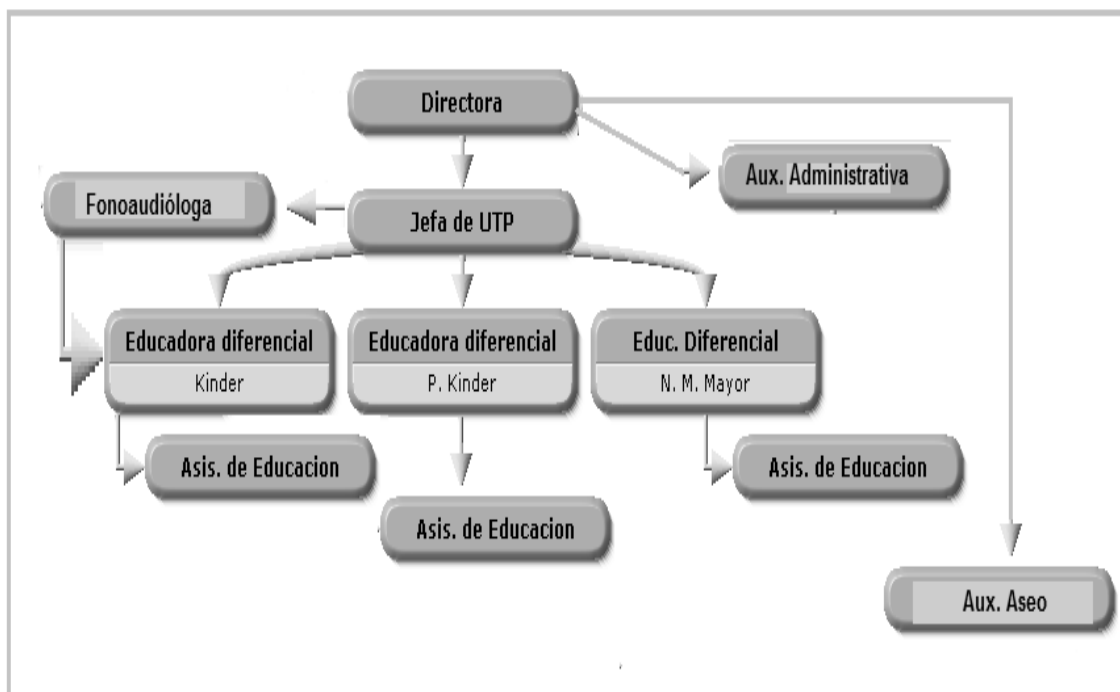 Directora
Aux. Administrativa
Fonoaudióloga
Jefa de UTP
Educadora diferencial
Kinder
Educadora diferencial
P. Kinder
Educ. Diferencial
N. M. Mayor
Asis. de Educacion
Asis. de Educacion
Asis. de Educacion
Aux. Aseo